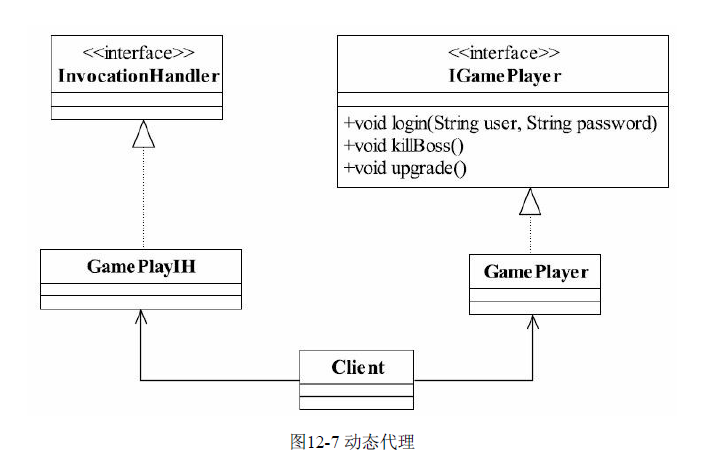 <<interface>>
InvocationHandler
<<interface>>
IGamePlayer
+void login(String user, String password)
+void killBoss()
+void upgrade()
GamePlayIH
GamePlayer
Client
图12-7 动态代理